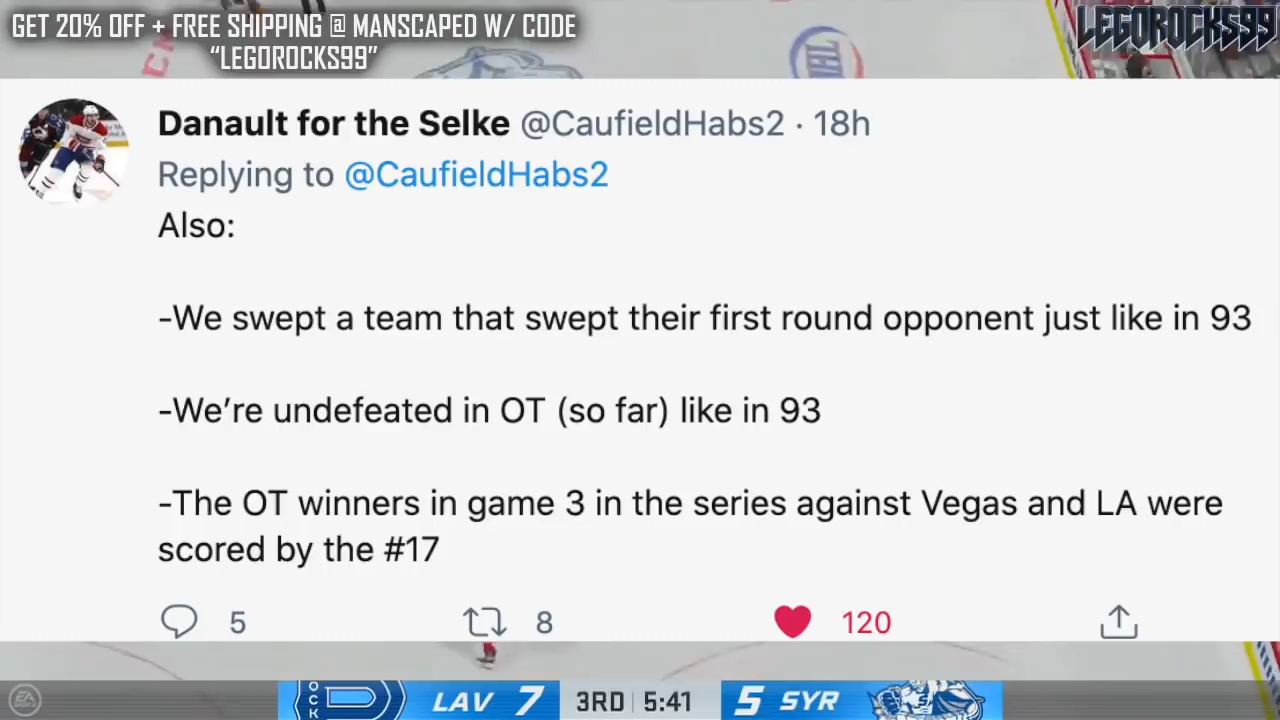 GET 20% OFF + FREE SHIPPING @ MANSCAPED W/ CODE
“LEGOROCKS99”
LEGOROCKS99
Danault for the Selke @CaufieldHabs2 · 18h
Replying to @CaufieldHabs2
Also:
-We swept a team that swept their first round opponent just like in 93
-We’re undefeated in OT (so far) like in 93
-The OT winners in game 3 in the series against Vegas and LA were
scored by the #17
5 8 120
EA
LAV 7 3RD 5:41 5 SYR